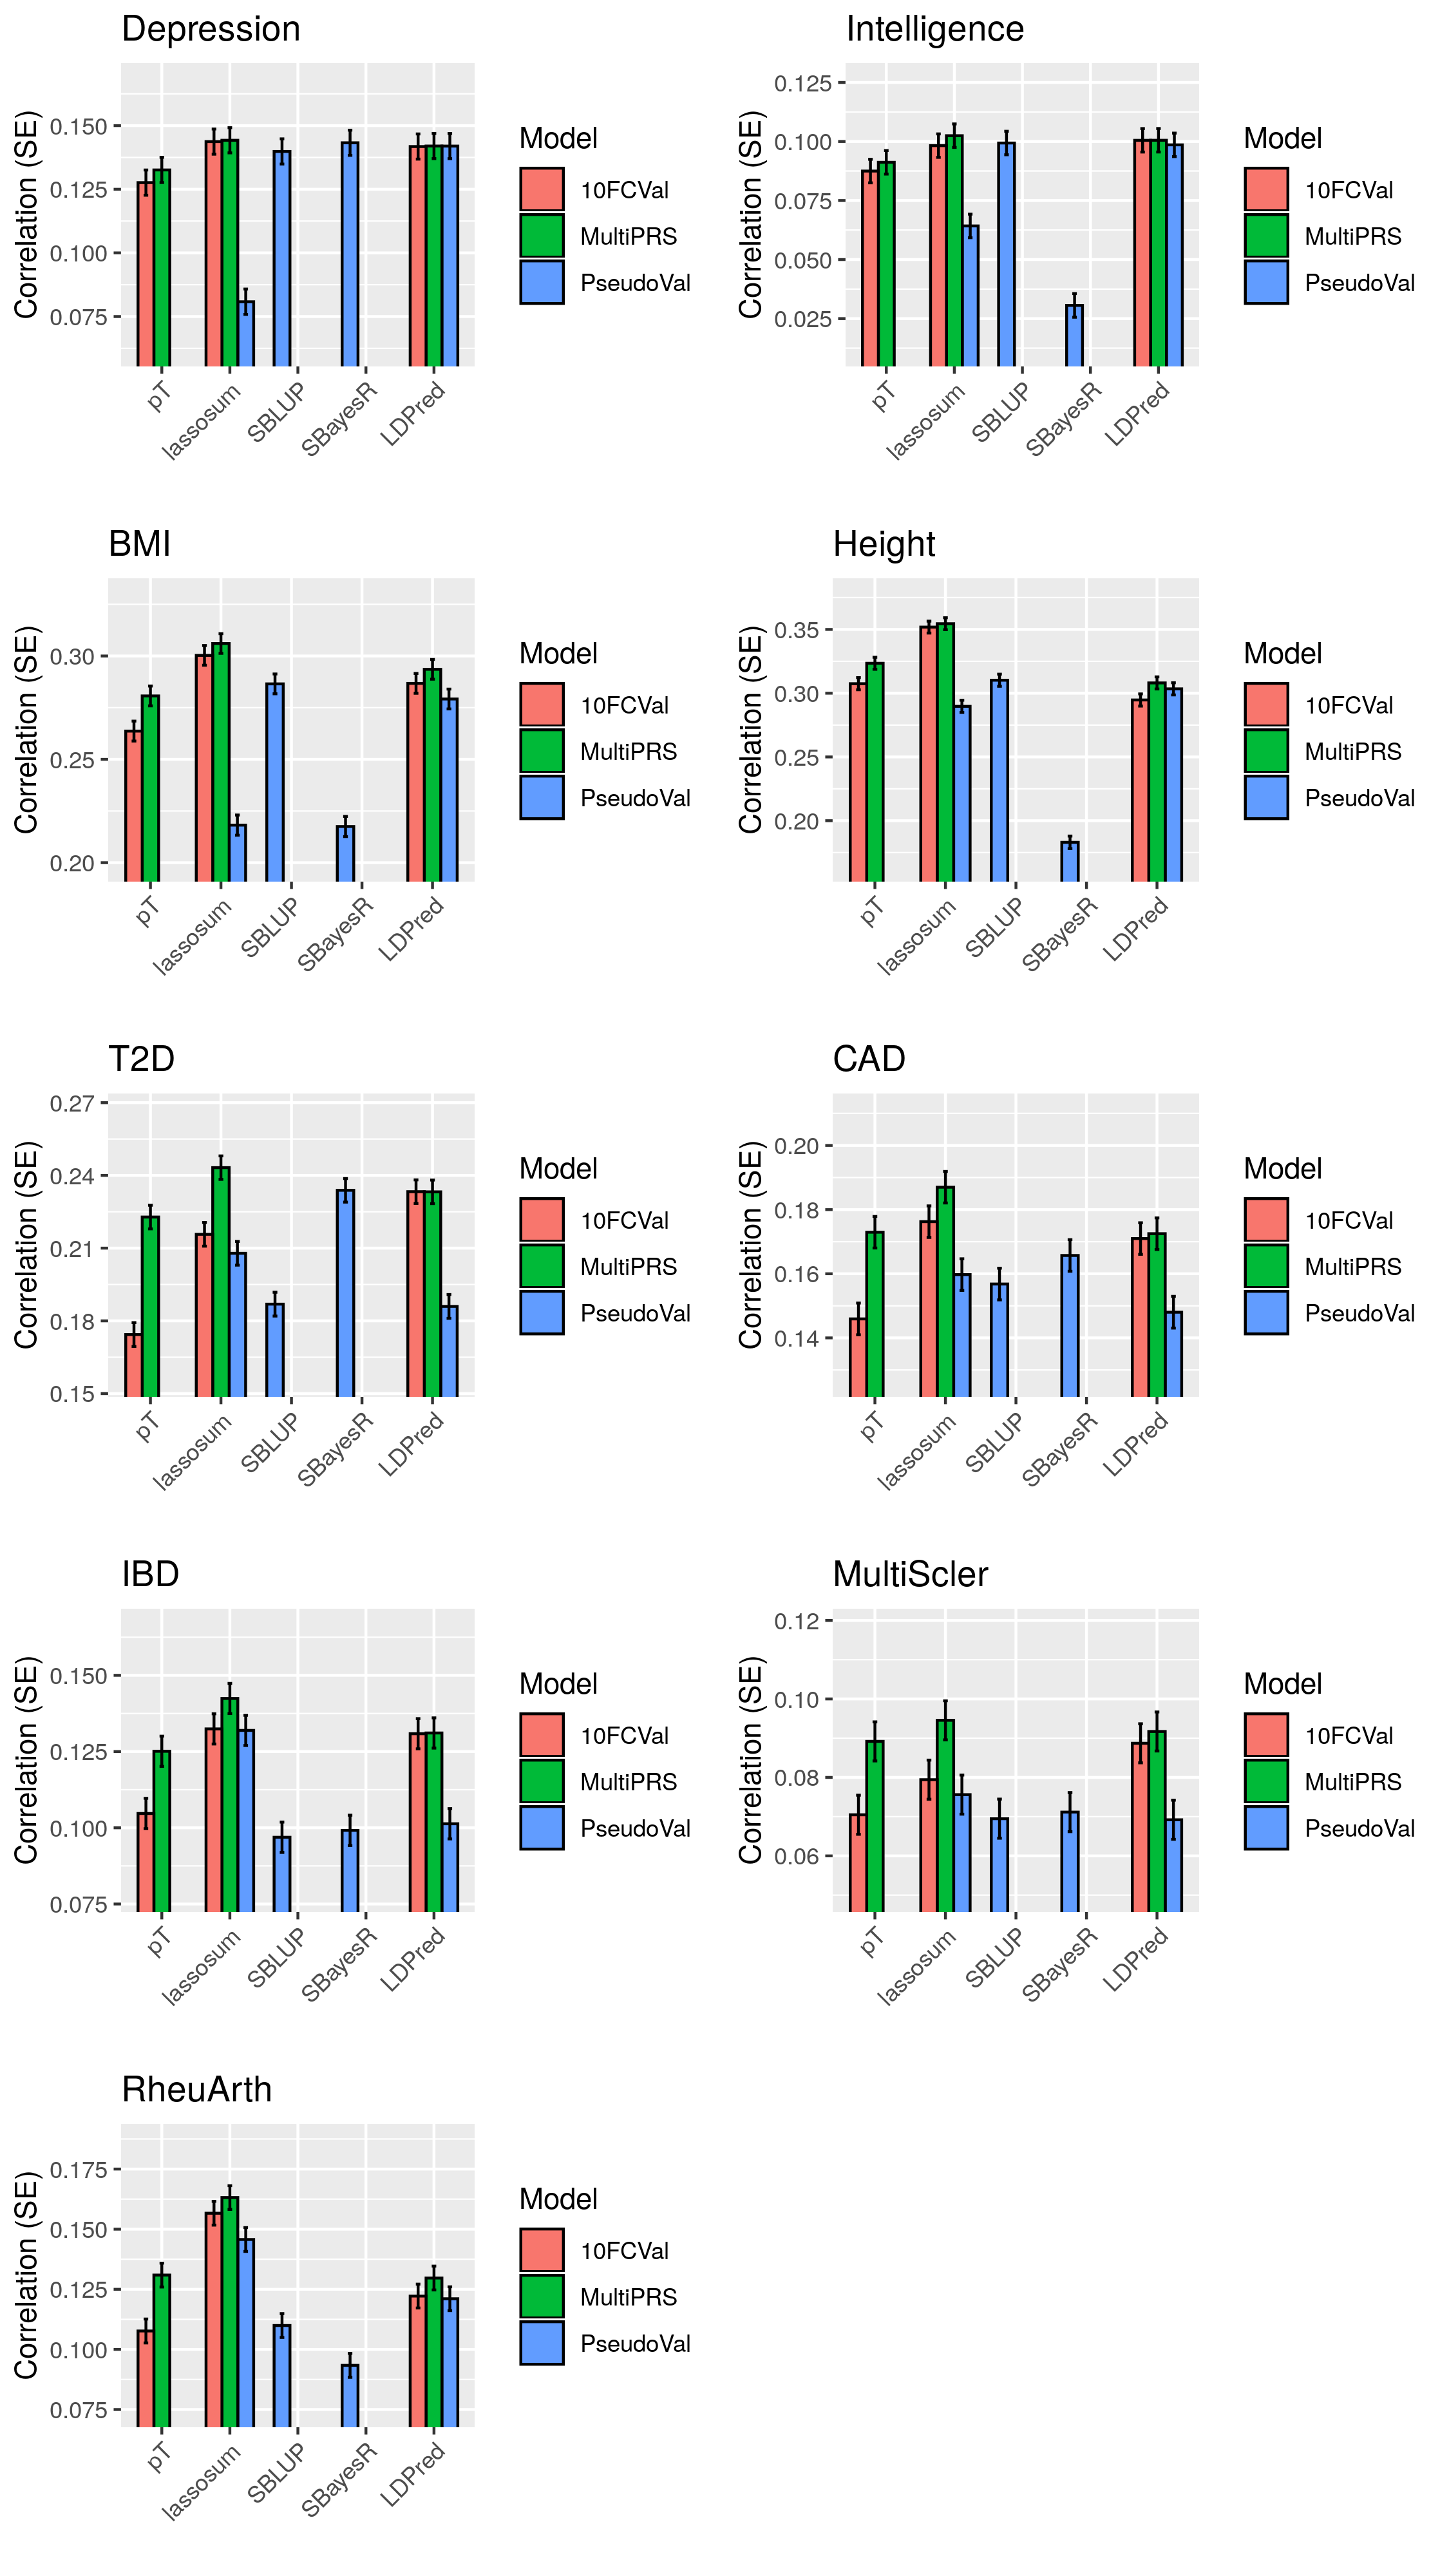 Depression
Correlation (SE)
0.150
0.125
0.100
0.075
pT
lassosum
SBLUP
SBayesR
LDPred
Model
10FCVal
MultiPRS
PseudoVal
Intelligence
Correlation (SE)
0.125
0.100
0.075
0.050
0.025
pT
lassosum
SBLUP
SBayesR
LDPred
Model
10FCVal
MultiPRS
PseudoVal
BMI
Correlation (SE)
0.30
0.25
0.20
pT
lassosum
SBLUP
SBayesR
LDPred
Model
10FCVal
MultiPRS
PseudoVal
Height
Correlation (SE)
0.35
0.30
0.25
0.20
pT
lassosum
SBLUP
SBayesR
LDPred
Model
10FCVal
MultiPRS
PseudoVal
T2D
Correlation (SE)
0.27
0.24
0.21
0.18
0.15
pT
lassosum
SBLUP
SBayesR
LDPred
Model
10FCVal
MultiPRS
PseudoVal
CAD
Correlation (SE)
0.20
0.18
0.16
0.14
pT
lassosum
SBLUP
SBayesR
LDPred
Model
10FCVal
MultiPRS
PseudoVal
IBD
Correlation (SE)
0.150
0.125
0.100
0.075
pT
lassosum
SBLUP
SBayesR
LDPred
Model
10FCVal
MultiPRS
PseudoVal
MultiScler
Correlation (SE)
0.12
0.10
0.08
0.06
pT
lassosum
SBLUP
SBayesR
LDPred
Model
10FCVal
MultiPRS
PseudoVal
RheuArth
Correlation (SE)
0.175
0.150
0.125
0.100
0.075
pT
lassosum
SBLUP
SBayesR
LDPred
Model
10FCVal
MultiPRS
PseudoVal